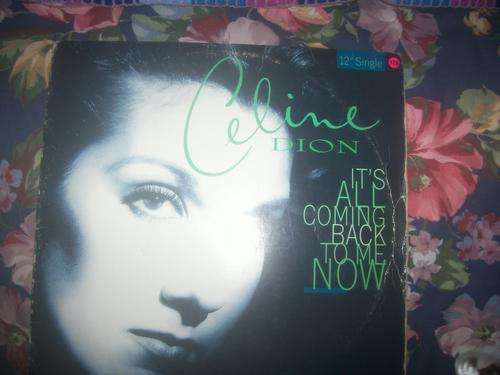 12" Single
Celine
DION
IT'S
ALL
COMING
BACK
TO ME
NOW